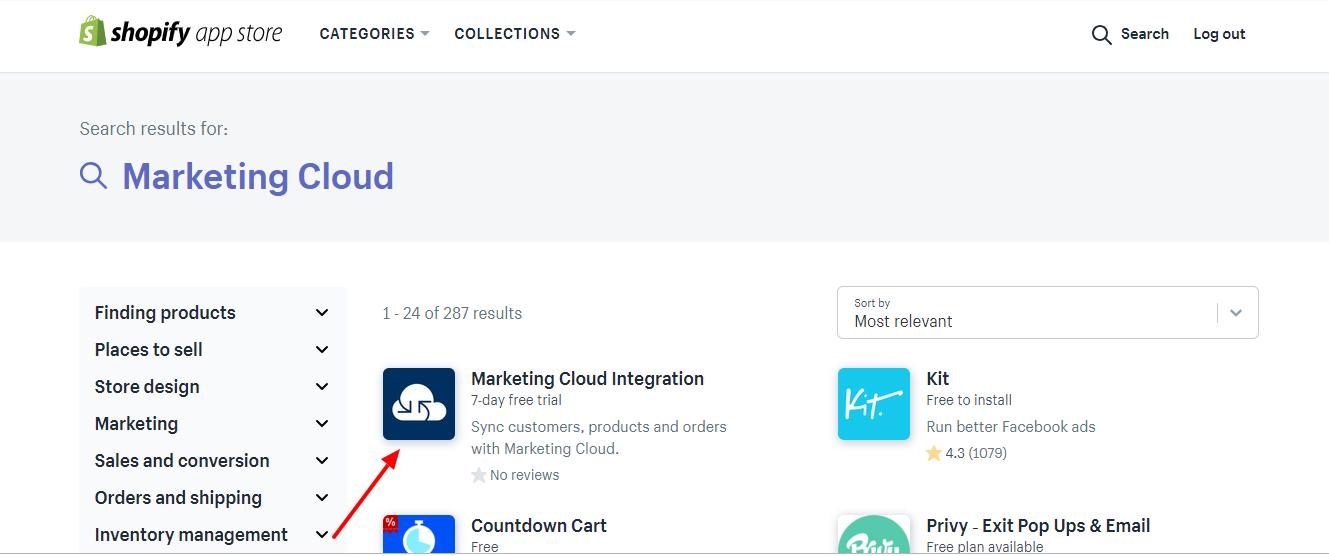 shopify app store
CATEGORIES
COLLECTIONS
Search
Log out
Search results for:
Marketing Cloud
Finding products
Places to sell
Store design
Marketing
Sales and conversion
Orders and shipping
Inventory management
1 - 24 of 287 results
Sort by
Most relevant
Marketing Cloud Integration
7-day free trial
Sync customers, products and orders
with Marketing Cloud.
No reviews
Kit.
Kit
Free to install
Run better Facebook ads
4.3 (1079)
%
Countdown Cart
Free
Privy
Privy - Exit Pop Ups & Email
Free plan available